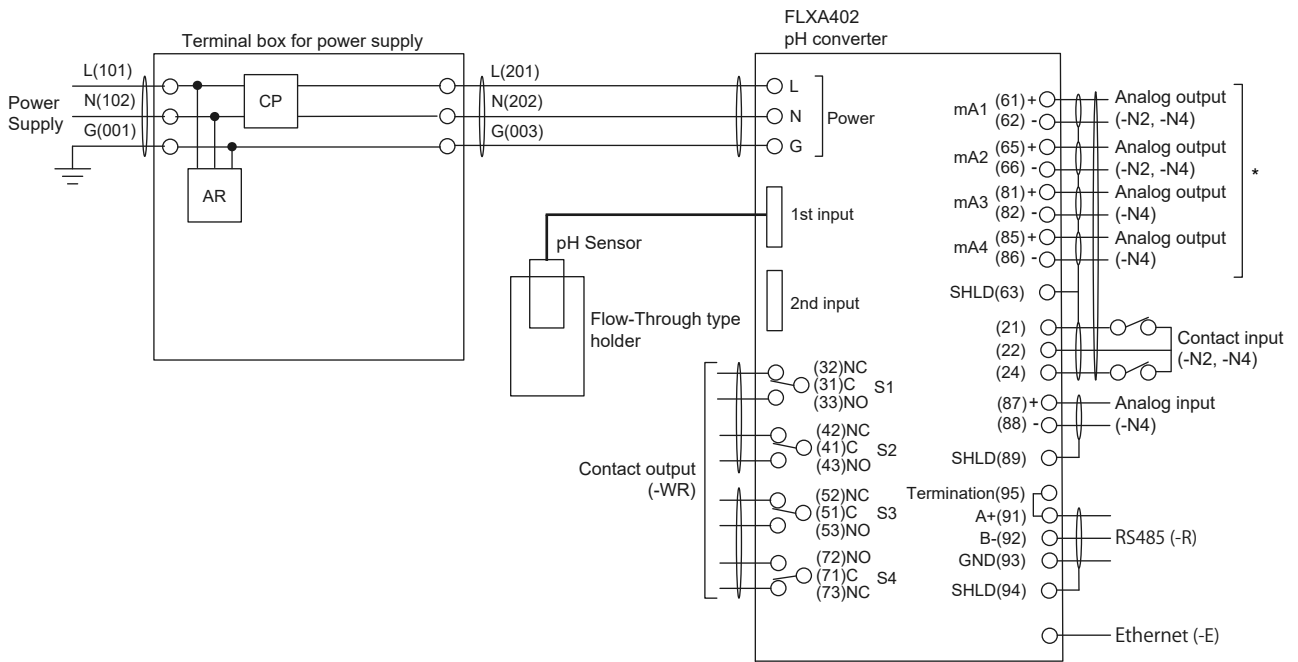 FLXA402
pH converter
Terminal box for power supply
Power
Supply
L(101)
N(102)
G(001)
CP
AR
L(201)
N(202)
G(003)
L
N
G
Power
1st input
2nd input
pH Sensor
Flow-Through type
holder
Contact output
(-WR)
(32)NC
(31)C
(33)NO
S1
(42)NC
(41)C
(43)NO
S2
(52)NC
(51)C
(53)NO
S3
(72)NO
(71)C
(73)NC
S4
mA1
(61)+
(62) -
Analog output
(-N2, -N4)
mA2
(65)+
(66) -
Analog output
(-N2, -N4)
mA3
(81)+
(82) -
Analog output
(-N4)
mA4
(85)+
(86) -
Analog output
(-N4)
*
SHLD(63)
(21)
(22)
(24)
Contact input
(-N2, -N4)
(87)+
(88) -
Analog input
(-N4)
SHLD(89)
Termination(95)
A+(91)
B-(92)
GND(93)
SHLD(94)
RS485 (-R)
Ethernet (-E)